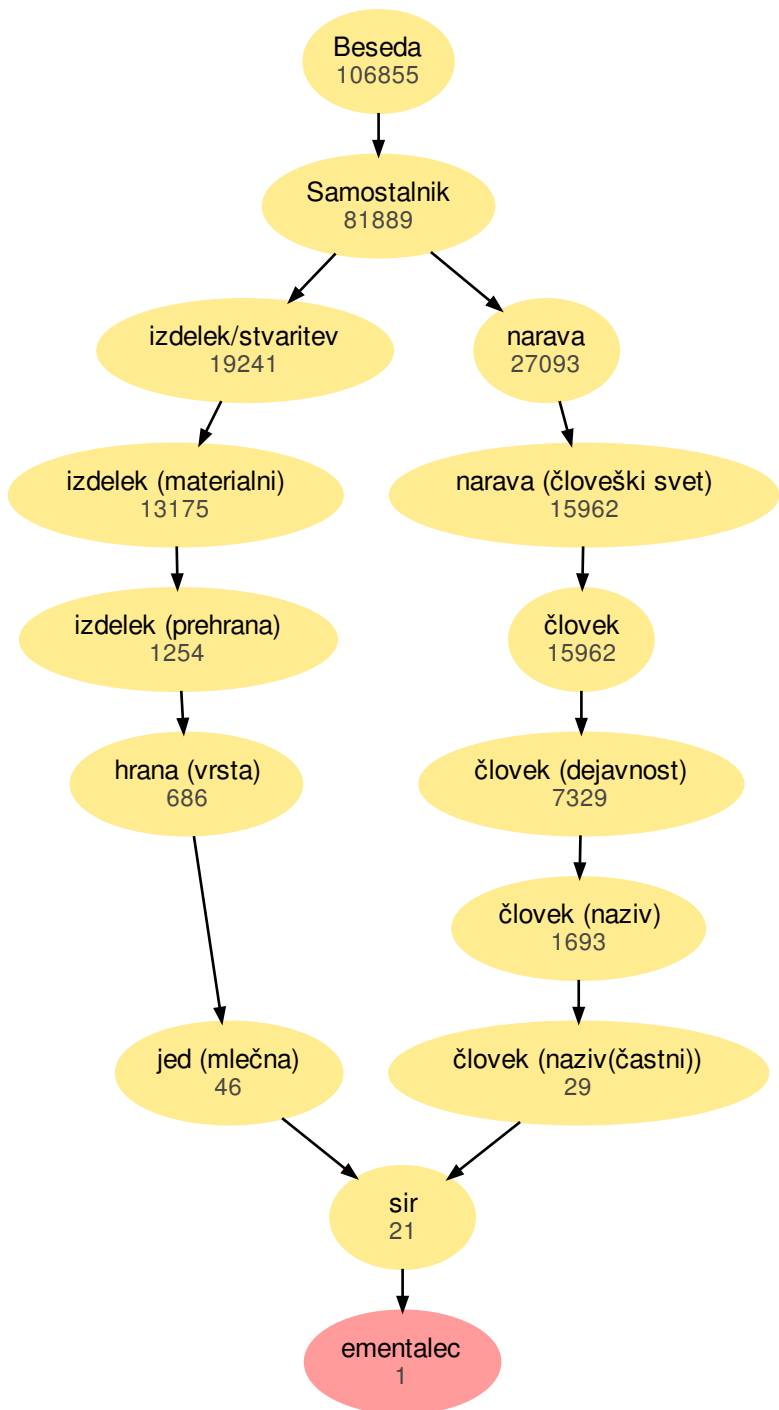 Beseda
106855
Samostalnik
81889
izdelek/stvaritev
19241
narava
27093
izdelek (materialni)
13175
narava (človeški svet)
15962
izdelek (prehrana)
1254
človek
15962
hrana (vrsta)
686
človek (dejavnost)
7329
človek (naziv)
1693
jed (mlečna)
46
človek (naziv(častni))
29
sir
21
ementalec
1